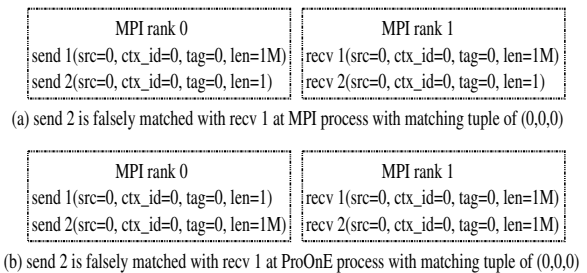 MPI rank 0
send 1(src=0, ctx_id=0, tag=0, len=1M)
send 2(src=0, ctx_id=0, tag=0, len=1)
MPI rank 1
recv 1(src=0, ctx_id=0, tag=0, len=1M)
recv 2(src=0, ctx_id=0, tag=0, len=1)
(a) send 2 is falsely matched with recv 1 at MPI process with matching tuple of (0,0,0)
MPI rank 0
send 1(src=0, ctx_id=0, tag=0, len=1)
send 2(src=0, ctx_id=0, tag=0, len=1M)
MPI rank 1
recv 1(src=0, ctx_id=0, tag=0, len=1M)
recv 2(src=0, ctx_id=0, tag=0, len=1M)
(b) send 2 is falsely matched with recv 1 at ProOnE process with matching tuple of (0,0,0)